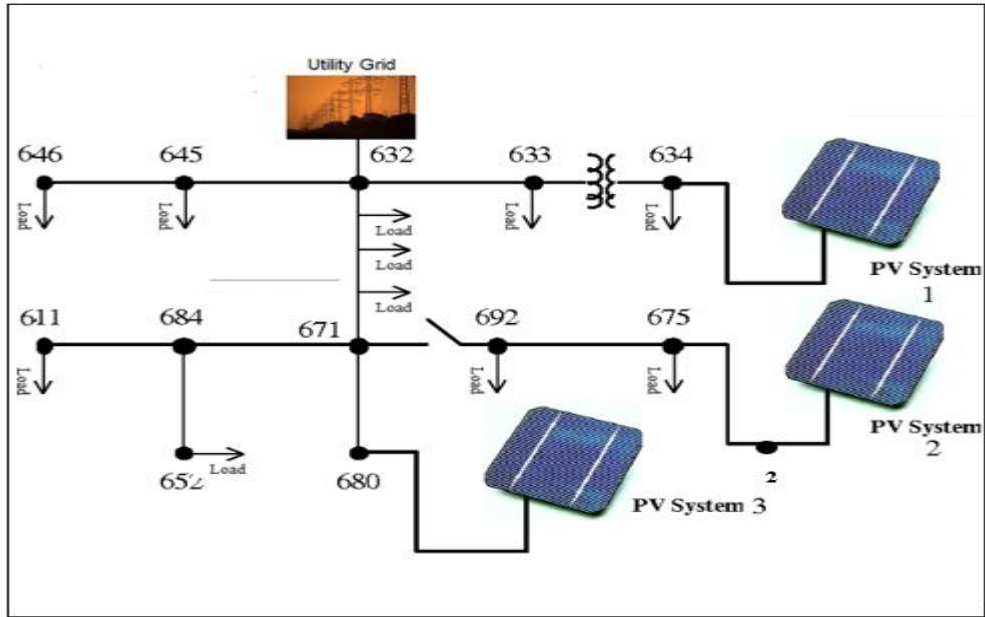 Utility Grid
646
645
632
633
634
Load
Load
Load
Load
Load
Load
Load
PV System
1
611
684
671
692
675
Load
Load
Load
PV System
2
652
Load
680
2
PV System 3